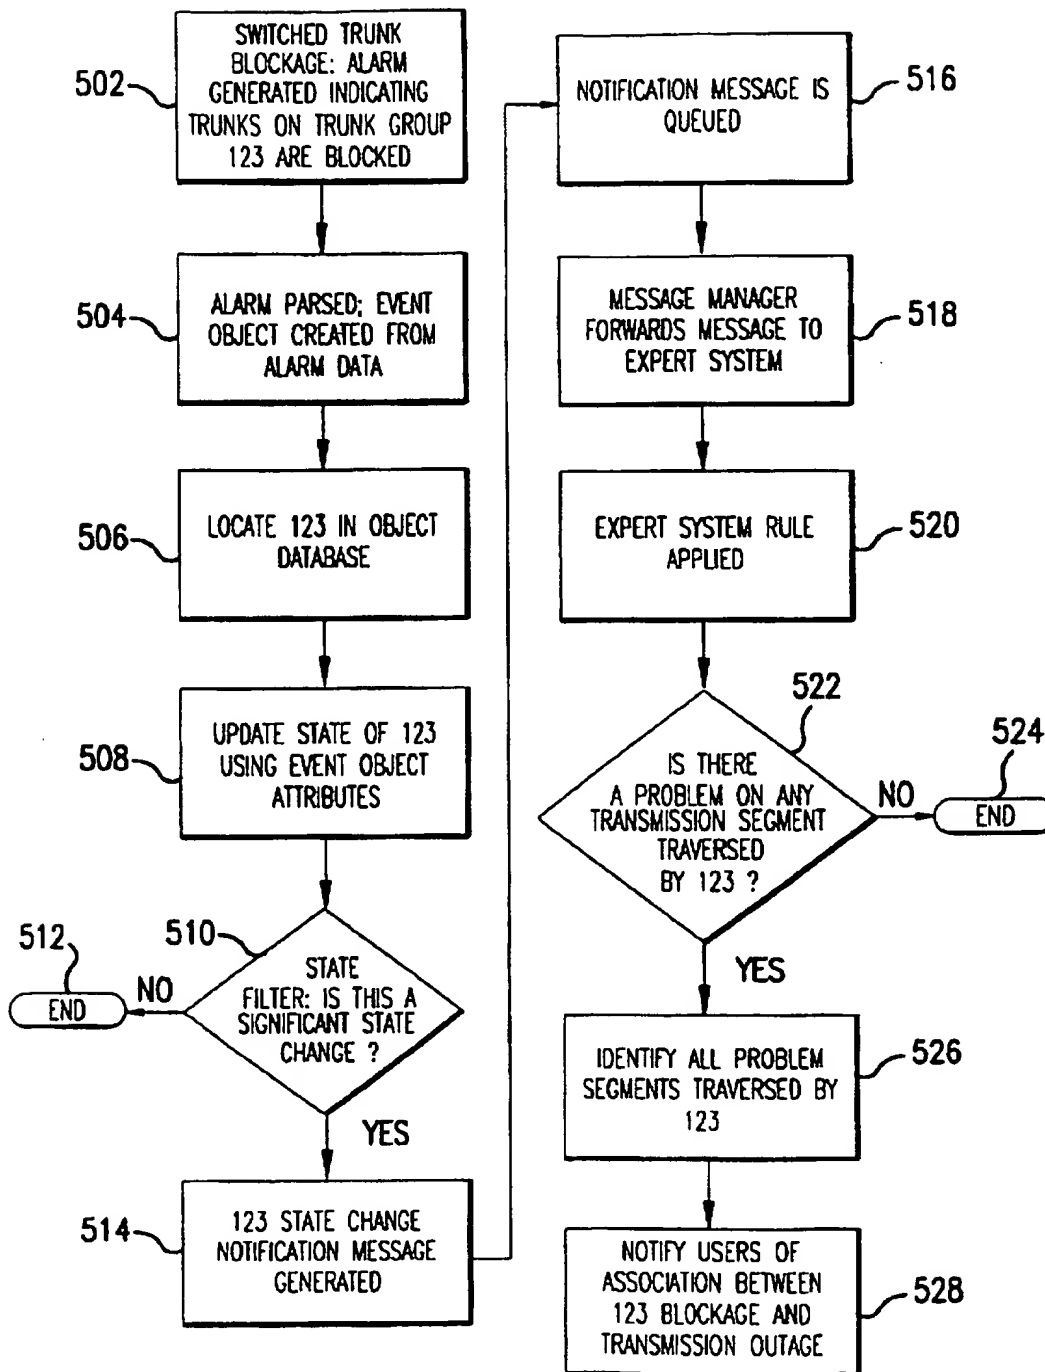 502
SWITCHED TRUNK
BLOCKAGE: ALARM
GENERATED INDICATING
TRUNKS ON TRUNK GROUP
123 ARE BLOCKED
504
ALARM PARSED; EVENT
OBJECT CREATED FROM
ALARM DATA
506
LOCATE 123 IN OBJECT
DATABASE
508
UPDATE STATE OF 123
USING EVENT OBJECT
ATTRIBUTES
510
STATE
FILTER: IS THIS A
SIGNIFICANT STATE
CHANGE ?
NO
512
END
YES
514
123 STATE CHANGE
NOTIFICATION MESSAGE
GENERATED
516
NOTIFICATION MESSAGE IS
QUEUED
518
MESSAGE MANAGER
FORWARDS MESSAGE TO
EXPERT SYSTEM
520
EXPERT SYSTEM RULE
APPLIED
522
IS THERE
A PROBLEM ON ANY
TRANSMISSION SEGMENT
TRAVERSED
BY 123 ?
NO
524
END
YES
526
IDENTIFY ALL PROBLEM
SEGMENTS TRAVERSED BY
123
528
NOTIFY USERS OF
ASSOCIATION BETWEEN
123 BLOCKAGE AND
TRANSMISSION OUTAGE